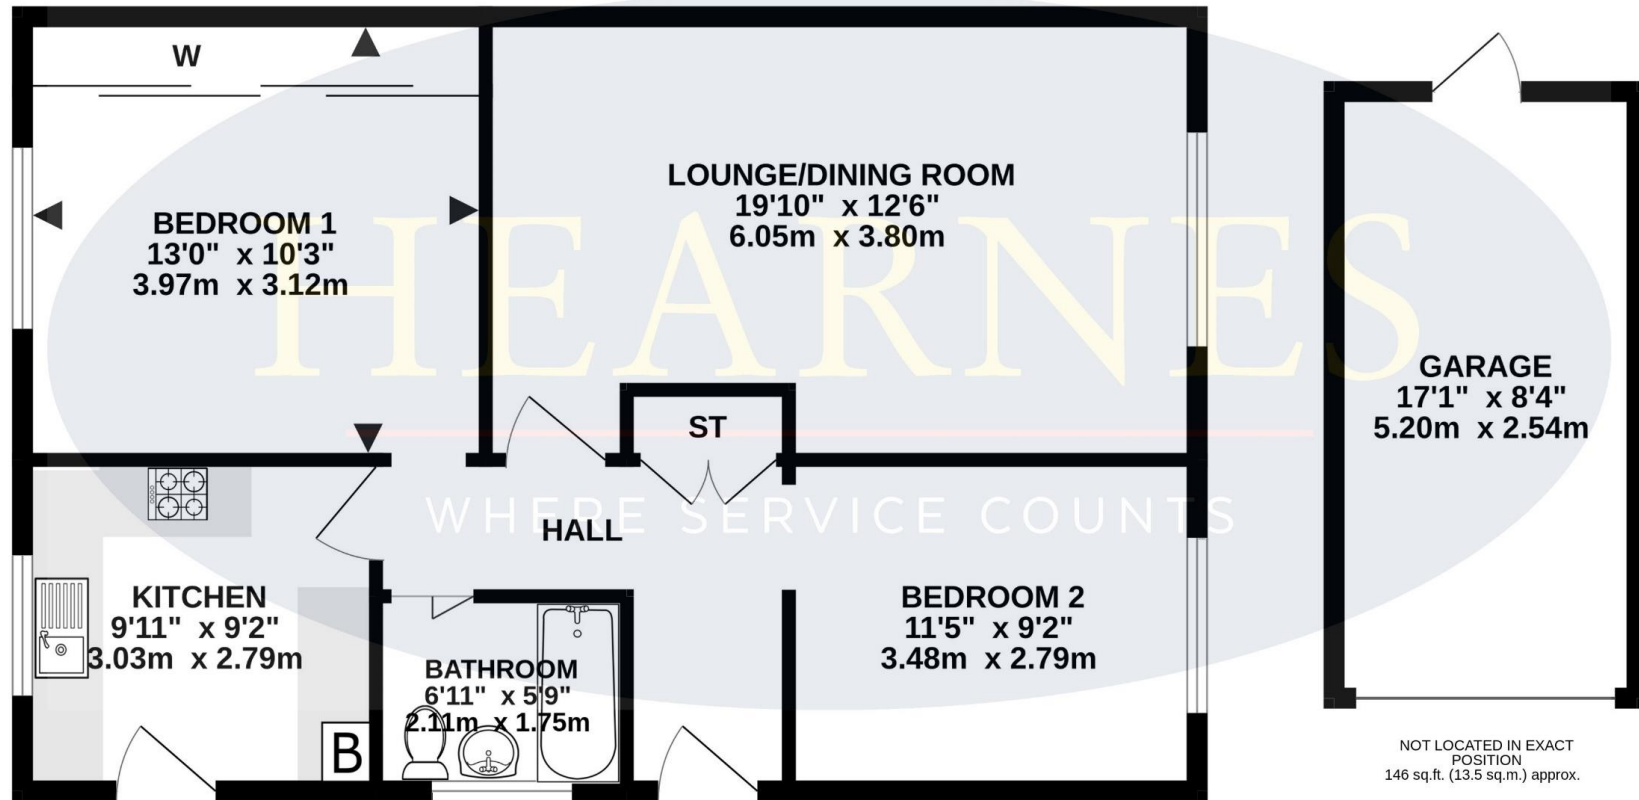 W
BEDROOM 1
13'0" x 10'3"
3.97m x 3.12m
LOUNGE/DINING ROOM
19'10" x 12'6"
6.05m x 3.80m
HEARNES
WHERE SERVICE COUNTS
ST
HALL
KITCHEN
9'11" x 9'2"
3.03m x 2.79m
B
BATHROOM
6'11" x 5'9"
2.11m x 1.75m
BEDROOM 2
11'5" x 9'2"
3.48m x 2.79m
GARAGE
17'1" x 8'4"
5.20m x 2.54m
NOT LOCATED IN EXACT
POSITION
146 sq.ft. (13.5 sq.m.) approx.